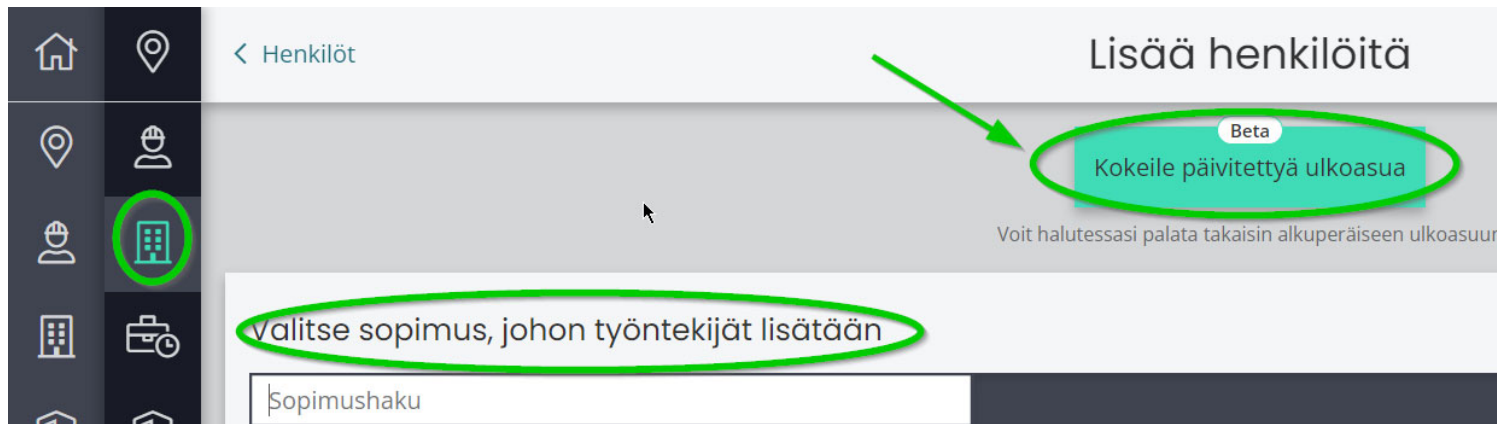 Henkilöt
Lisää henkilöitä
Beta
Kokeile päivitettyä ulkoasua
Voit halutessasi palata takaisin alkuperäiseen ulkoasuun
Valitse sopimus, johon työntekijät lisätään
Sopimushaku